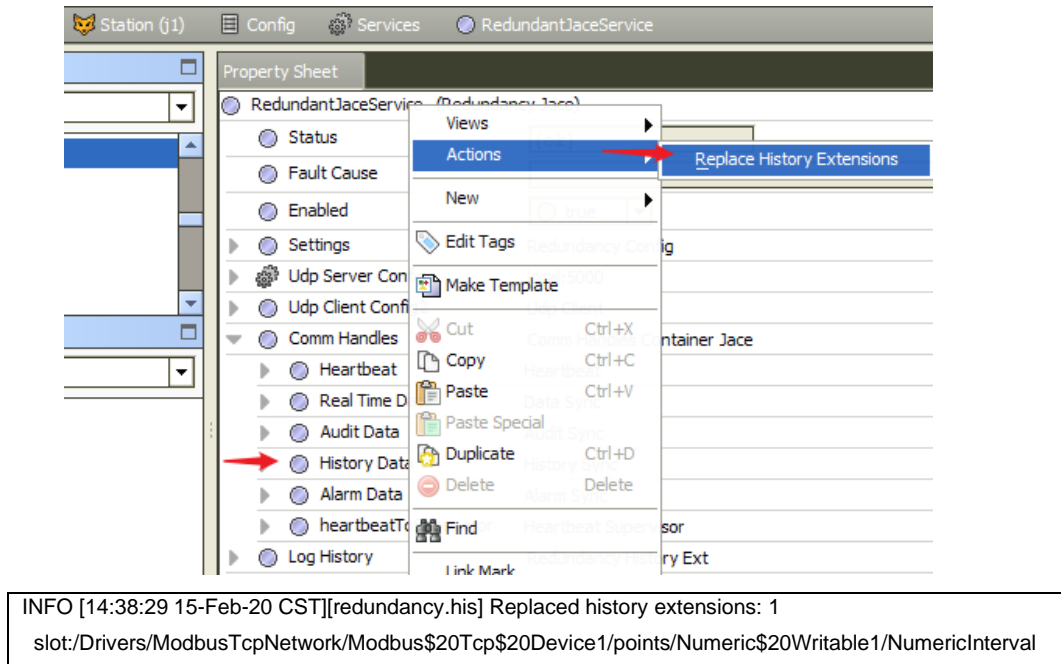 Station (j1) Config Services RedundantJaceService
Property Sheet
RedundantJaceService (Redundancy Jace)
Views
Status
Actions
Replace History Extensions
Fault Cause
New
Enabled
true
Settings
Edit Tags
Redundancy Config
Udp Server Con
Make Template
5000
Udp Client Confi
Udp Client
Cut Ctrl+X
Comm Handles
Comm Handles Container Jace
Copy Ctrl+C
Heartbeat
Heartbeat
Paste Ctrl+V
Real Time D
Data Sync
Paste Special
Audit Data
Audit Sync
Duplicate Ctrl+D
History Data
History Sync
Delete Delete
Alarm Data
Alarm Sync
heartbeatTo
Find
Heartbeat Supervisor
Log History
Redundancy History Ext
Link Mark
INFO [14:38:29 15-Feb-20 CST][redundancy.his] Replaced history extensions: 1
slot:/Drivers/ModbusTcpNetwork/Modbus$20Tcp$20Device1/points/Numeric$20Writable1/NumericInterval